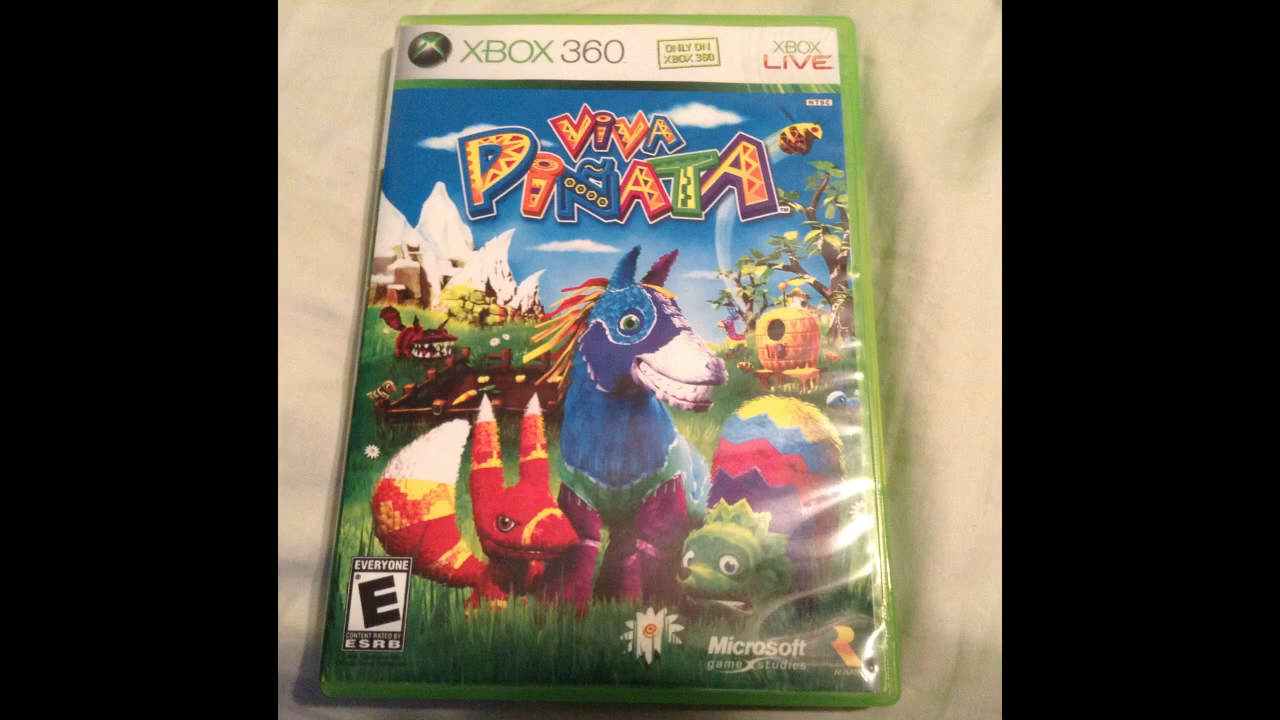 XBOX 360
ONLY ON
XBOX 360
XBOX
LIVE
NTSC
VIVA
PIÑATA
TM
EVERYONE
E
CONTENT RATED BY
ESRB
Microsoft
game studios